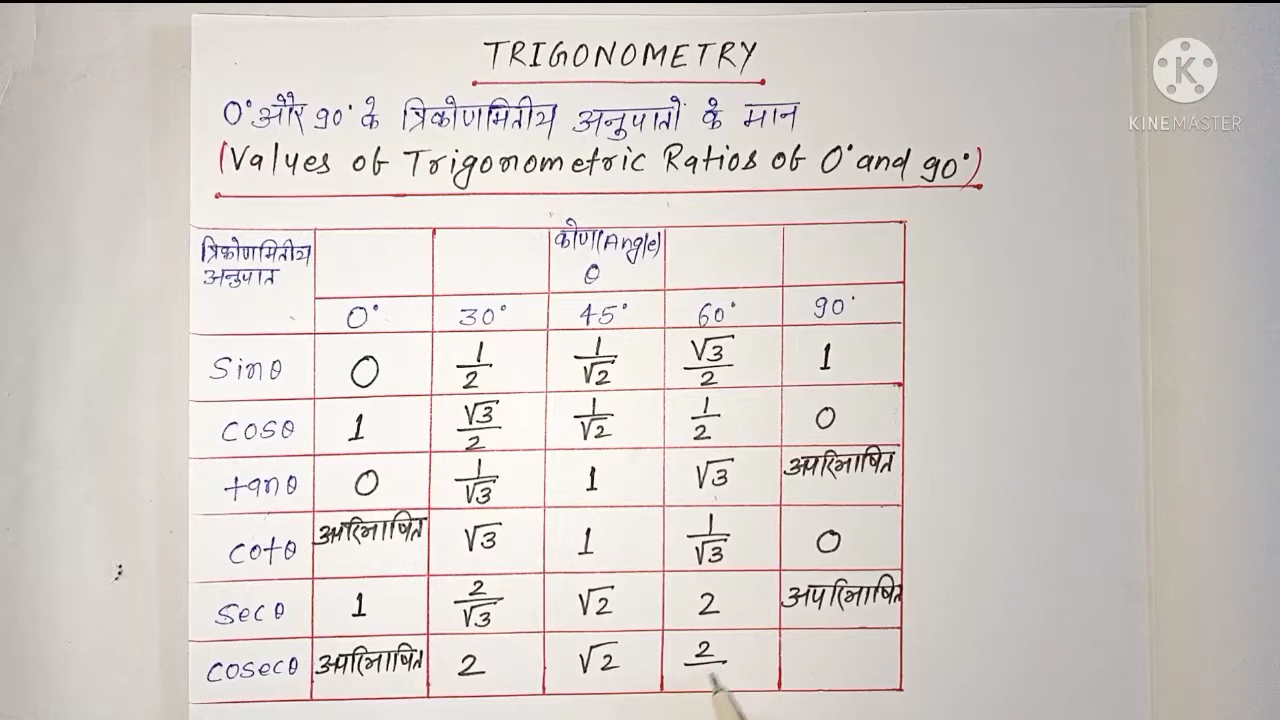 TRIGONOMETRY
0° और 90° के त्रिकोणमितीय अनुपातों के मान
(Values of Trigonometric Ratios of 0° and 90°)
K
KINEMASTER
त्रिकोणमितीय
अनुपात
कोण(Angle)
θ
0° 30° 45° 60° 90°
Sinθ 0 1/2 1/√2 √3/2 1
cosθ 1 √3/2 1/√2 1/2 0
tanθ 0 1/√3 1 √3 अपरिभाषित
cotθ अपरिभाषित √3 1 1/√3 0
Secθ 1 2/√3 √2 2 अपरिभाषित
cosecθ अपरिभाषित 2 √2 2/